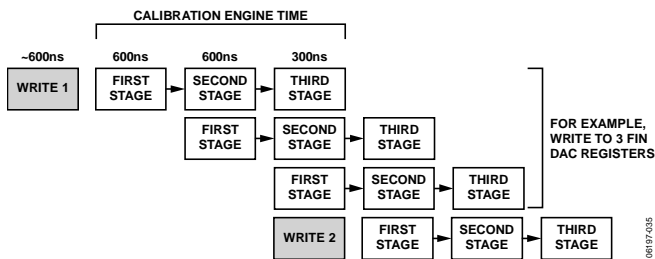 CALIBRATION ENGINE TIME
~600ns 600ns 600ns 300ns
WRITE 1
FIRST
STAGE
SECOND
STAGE
THIRD
STAGE
FIRST
STAGE
SECOND
STAGE
THIRD
STAGE
FOR EXAMPLE,
WRITE TO 3 FIN
DAC REGISTERS
FIRST
STAGE
SECOND
STAGE
THIRD
STAGE
WRITE 2
FIRST
STAGE
SECOND
STAGE
THIRD
STAGE
06197-035